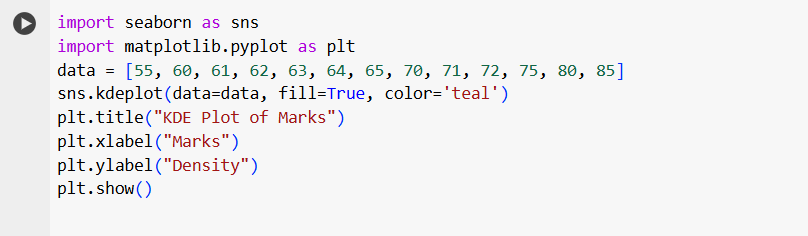 import seaborn as sns
import matplotlib.pyplot as plt
data = [55, 60, 61, 62, 63, 64, 65, 70, 71, 72, 75, 80, 85]
sns.kdeplot(data=data, fill=True, color='teal')
plt.title("KDE Plot of Marks")
plt.xlabel("Marks")
plt.ylabel("Density")
plt.show()